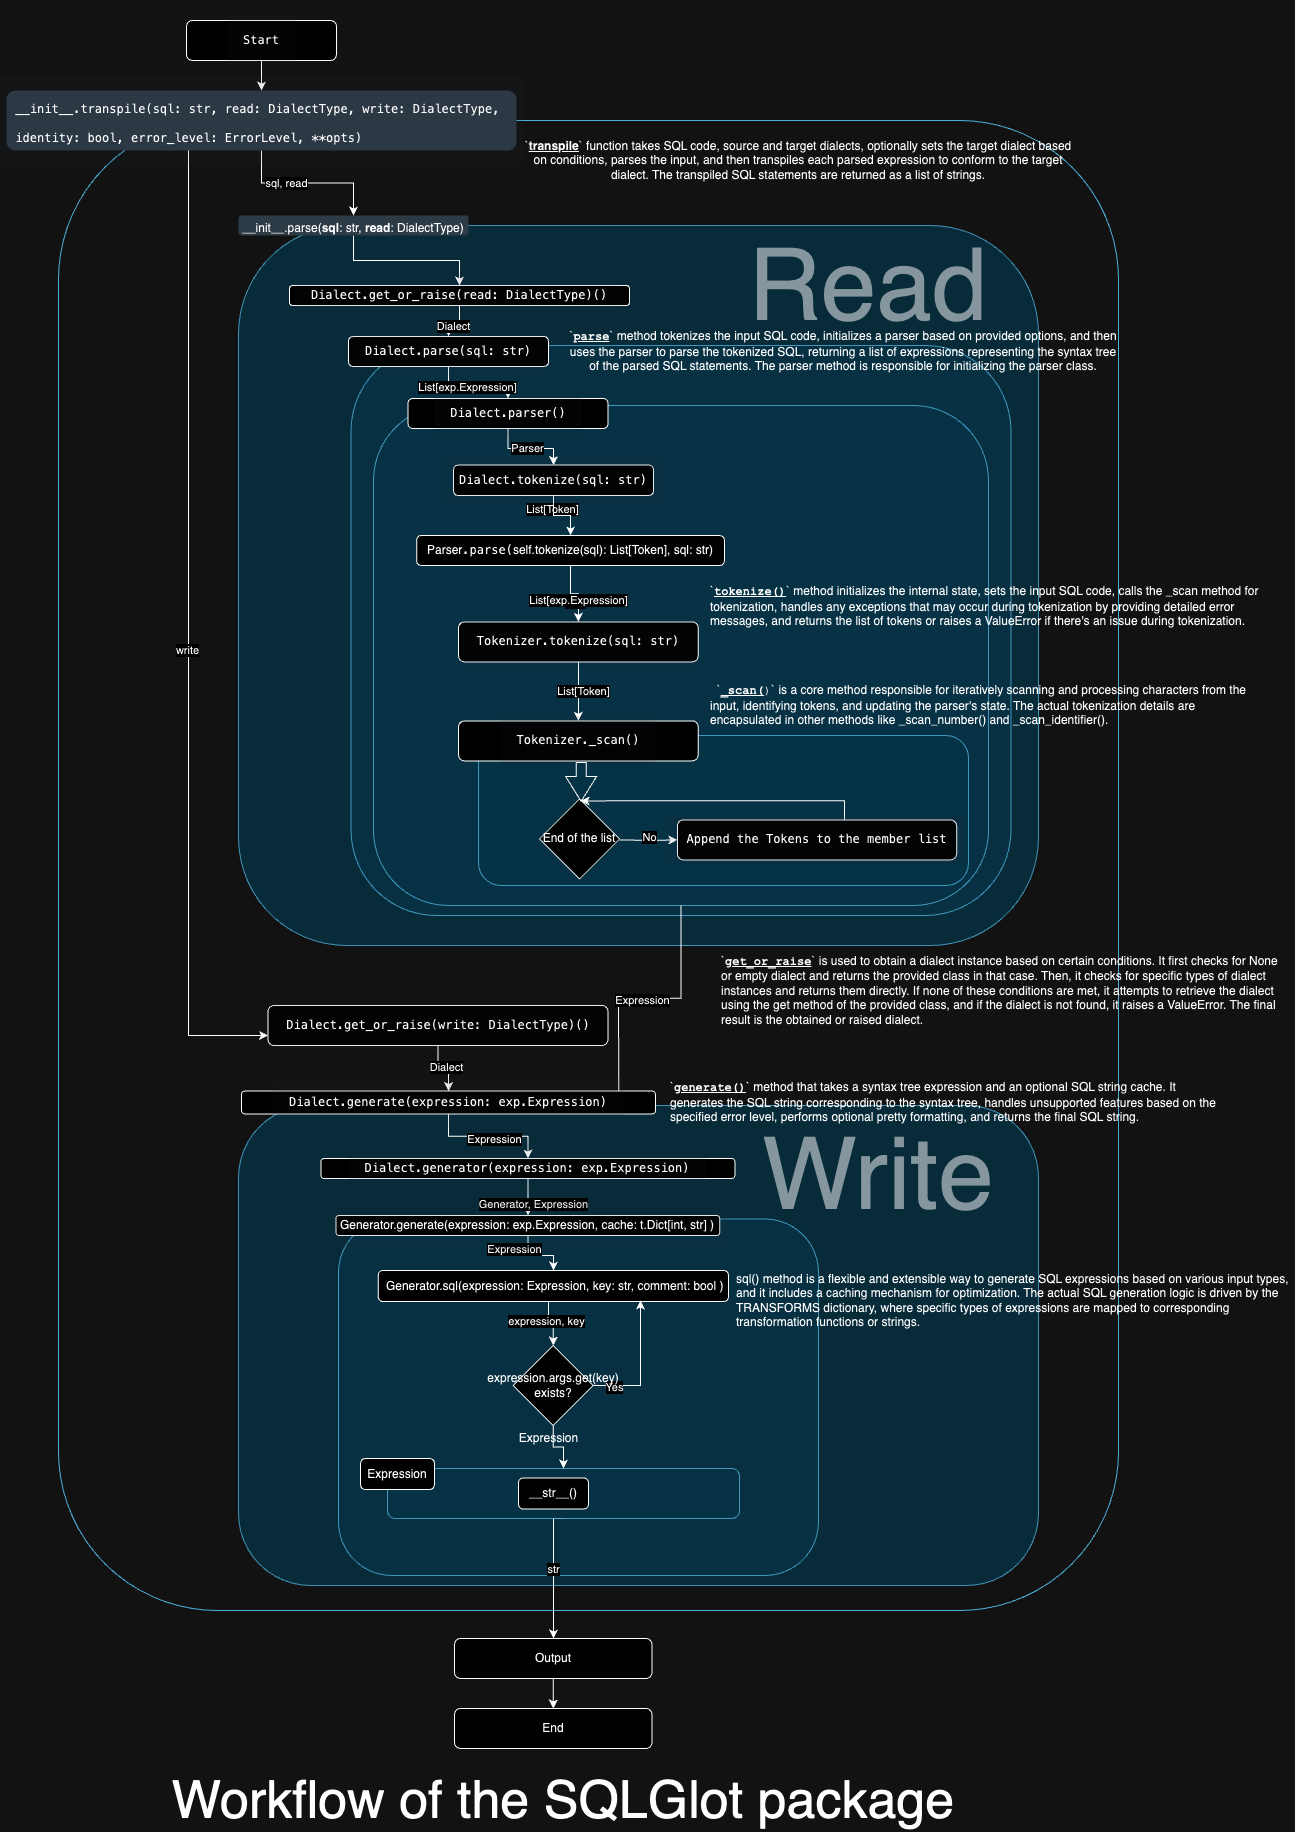 Start
__init__.transpile(sql: str, read: DialectType, write: DialectType,
identity: bool, error_level: ErrorLevel, **opts)
`transpile` function takes SQL code, source and target dialects, optionally sets the target dialect based
on conditions, parses the input, and then transpiles each parsed expression to conform to the target
dialect. The transpiled SQL statements are returned as a list of strings.
sql, read
__init__.parse(sql: str, read: DialectType)
Read
Dialect.get_or_raise(read: DialectType)()
Dialect
`parse` method tokenizes the input SQL code, initializes a parser based on provided options, and then
uses the parser to parse the tokenized SQL, returning a list of expressions representing the syntax tree
of the parsed SQL statements. The parser method is responsible for initializing the parser class.
Dialect.parse(sql: str)
List[exp.Expression]
Dialect.parser()
Parser
Dialect.tokenize(sql: str)
List[Token]
Parser.parse(self.tokenize(sql): List[Token], sql: str)
List[exp.Expression]
`tokenize()` method initializes the internal state, sets the input SQL code, calls the _scan method for
tokenization, handles any exceptions that may occur during tokenization by providing detailed error
messages, and returns the list of tokens or raises a ValueError if there's an issue during tokenization.
Tokenizer.tokenize(sql: str)
write
List[Token]
`_scan()` is a core method responsible for iteratively scanning and processing characters from the
input, identifying tokens, and updating the parser's state. The actual tokenization details are
encapsulated in other methods like _scan_number() and _scan_identifier().
Tokenizer._scan()
End of the list
No
Append the Tokens to the member list
`get_or_raise` is used to obtain a dialect instance based on certain conditions. It first checks for None
or empty dialect and returns the provided class in that case. Then, it checks for specific types of dialect
instances and returns them directly. If none of these conditions are met, it attempts to retrieve the dialect
using the get method of the provided class, and if the dialect is not found, it raises a ValueError. The final
result is the obtained or raised dialect.
Expression
Dialect.get_or_raise(write: DialectType)()
Dialect
`generate()` method that takes a syntax tree expression and an optional SQL string cache. It
generates the SQL string corresponding to the syntax tree, handles unsupported features based on the
specified error level, performs optional pretty formatting, and returns the final SQL string.
Dialect.generate(expression: exp.Expression)
Expression
Write
Dialect.generator(expression: exp.Expression)
Generator, Expression
Generator.generate(expression: exp.Expression, cache: t.Dict[int, str] )
Expression
Generator.sql(expression: Expression, key: str, comment: bool )
sql() method is a flexible and extensible way to generate SQL expressions based on various input types,
and it includes a caching mechanism for optimization. The actual SQL generation logic is driven by the
TRANSFORMS dictionary, where specific types of expressions are mapped to corresponding
transformation functions or strings.
expression, key
expression.args.get(key)
exists?
Yes
Expression
Expression
__str__()
str
Output
End
Workflow of the SQLGlot package